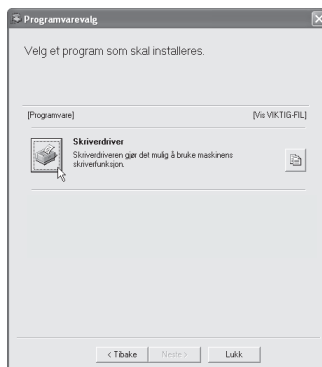 Programvarevalg
Velg et program som skal installeres.
[Programvare] [Vis VIKTIG-FIL]
Skriverdriver
Skriverdriveren gjør det mulig å bruke maskinens
skriverfunksjon.
< Tilbake Neste > Lukk